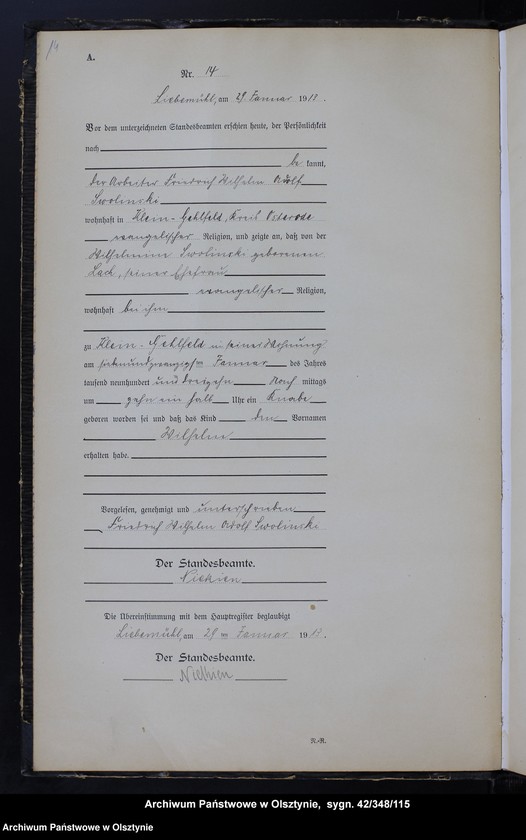 14
A.
Nr. 14
Liebemühl, am 29 Januar 1913.
Vor dem unterzeichneten Standesbeamten erschien heute, der Persönlichkeit
nach
be kannt,
der Arbeiter Friedrich Wilhelm Adolf
Swolinski
wohnhaft in Klein-Gehlfeld, Kreis Osterode
evangelischer Religion, und zeigte an, daß von der
Wilhelmine Swolinski geborenen
Lack, seiner Ehefrau
evangelischer Religion,
wohnhaft bei ihm
zu Klein-Gehlfeld in seiner Wohnung
am siebenundzwanzigsten Januar des Jahres
tausend neunhundert und dreizehn Nach mittags
um zehn ein halb Uhr ein Knabe
geboren worden sei und daß das Kind den Vornamen
Wilhelm
erhalten habe.
Vorgelesen, genehmigt und unterschrieben
Friedrich Wilhelm Adolf Swolinski
Der Standesbeamte.
Die Übereinstimmung mit dem Hauptregister beglaubigt
Liebemühl, am 29 ten Januar 1913.
Der Standesbeamte.
N.-R.
Archiwum Państwowe w Olsztynie, sygn. 42/348/115
Archiwum Państwowe w Olsztynie